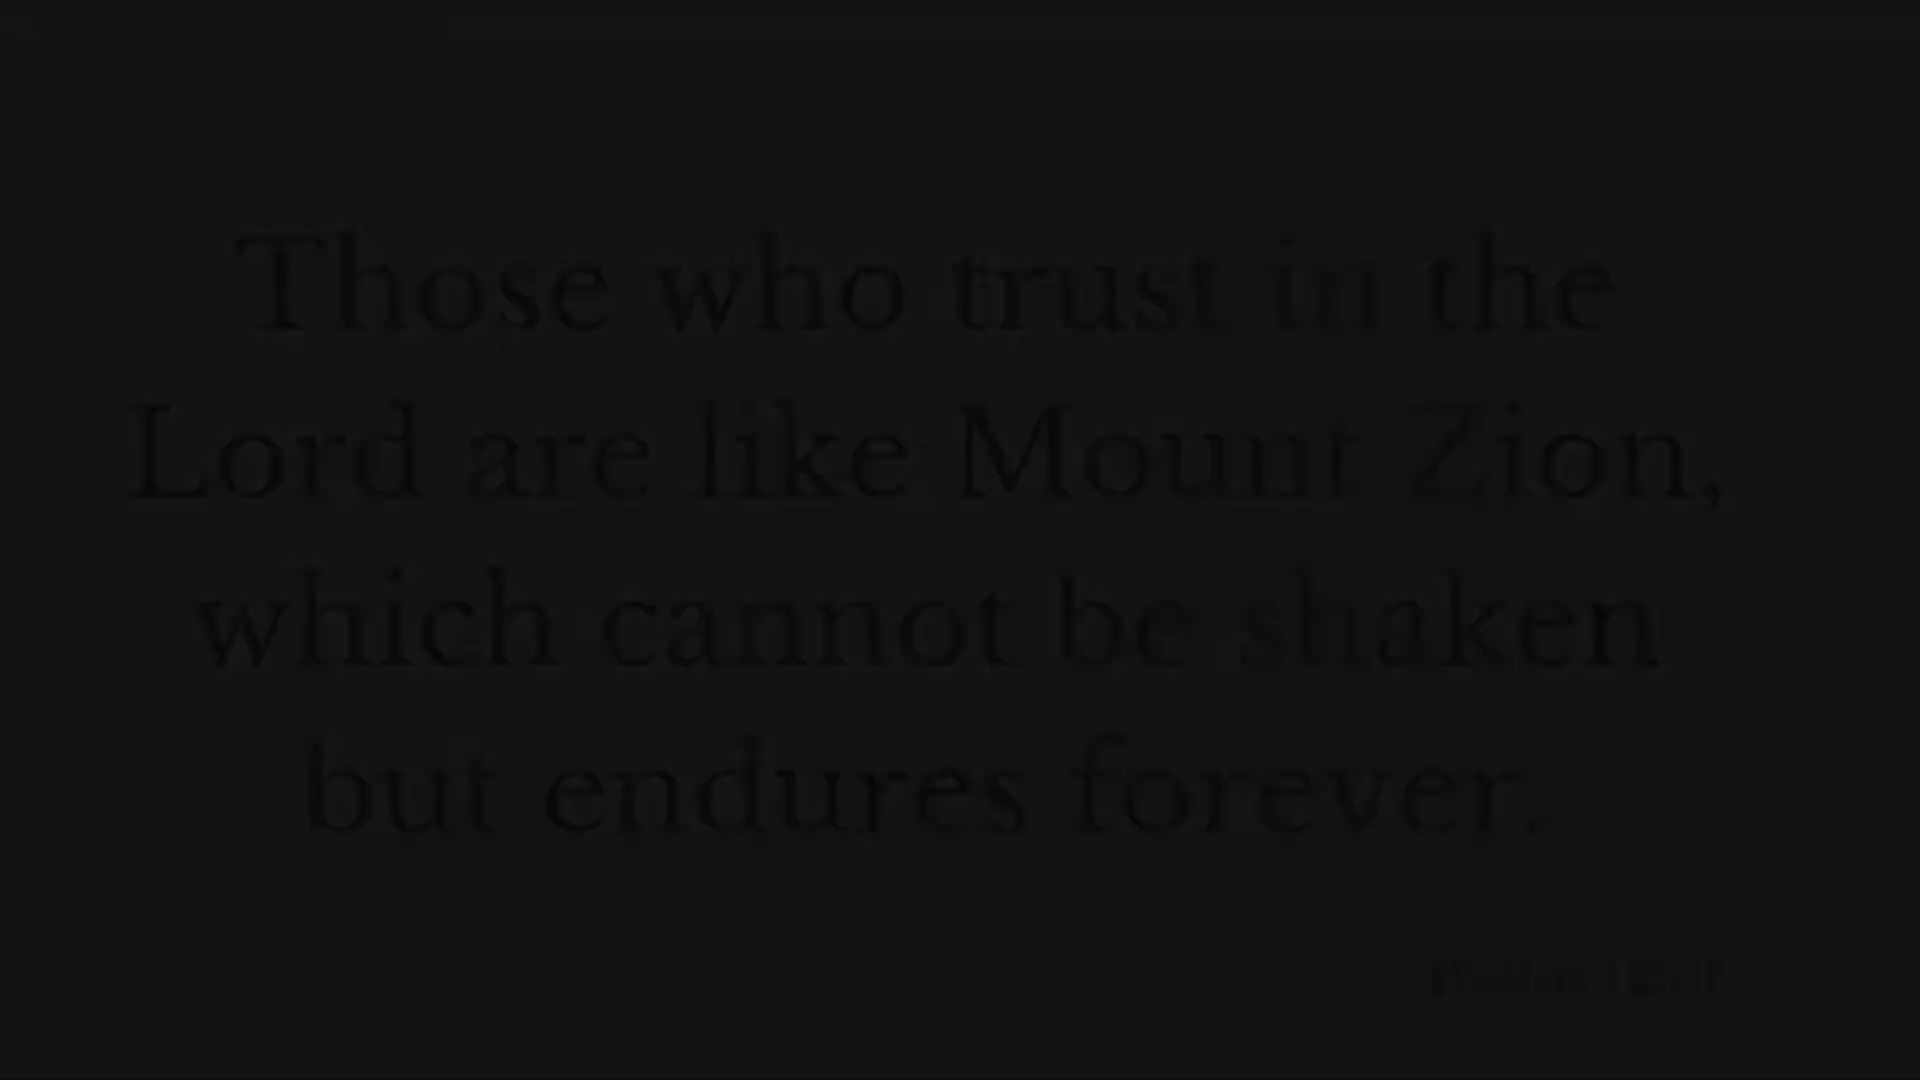 Those who trust in the
Lord are like Mount Zion,
which cannot be shaken
but endures forever.